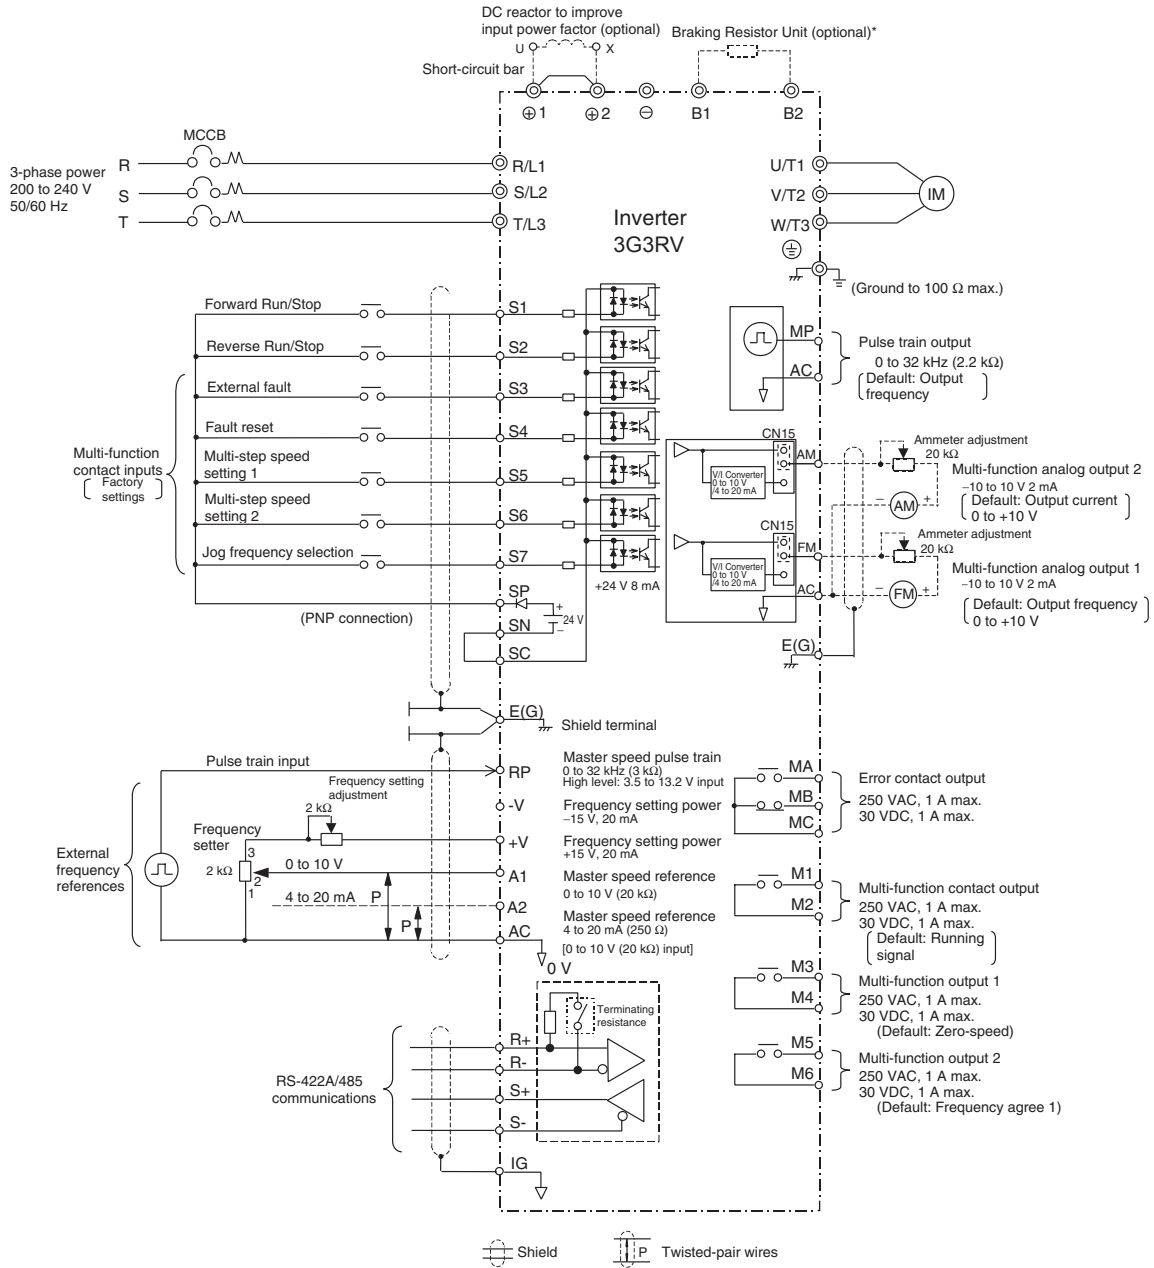 DC reactor to improve
input power factor (optional)
Braking Resistor Unit (optional)*
U
X
Short-circuit bar
⊕1
⊕2
⊖
B1
B2
MCCB
3-phase power
200 to 240 V
50/60 Hz
R
S
T
R/L1
S/L2
T/L3
Inverter
3G3RV
U/T1
V/T2
W/T3
IM
(Ground to 100 Ω max.)
Forward Run/Stop
S1
Reverse Run/Stop
S2
External fault
S3
Fault reset
S4
Multi-function
contact inputs
Factory
settings
Multi-step speed
setting 1
S5
Multi-step speed
setting 2
S6
Jog frequency selection
S7
+24 V 8 mA
(PNP connection)
SP
+
24 V
−
SN
SC
MP
AC
Pulse train output
0 to 32 kHz (2.2 kΩ)
Default: Output
frequency
CN15
AM
V/I Converter
0 to 10 V
/4 to 20 mA
Ammeter adjustment
20 kΩ
− AM +
Multi-function analog output 2
−10 to 10 V 2 mA
Default: Output current
0 to +10 V
CN15
FM
V/I Converter
0 to 10 V
/4 to 20 mA
AC
Ammeter adjustment
20 kΩ
− FM +
Multi-function analog output 1
−10 to 10 V 2 mA
Default: Output frequency
0 to +10 V
E(G)
E(G)
Shield terminal
Pulse train input
RP
Master speed pulse train
0 to 32 kHz (3 kΩ)
High level: 3.5 to 13.2 V input
Frequency setting
adjustment
2 kΩ
-V
Frequency setting power
−15 V, 20 mA
Frequency
setter
2 kΩ
3
2
1
+V
Frequency setting power
+15 V, 20 mA
External
frequency
references
0 to 10 V
A1
Master speed reference
0 to 10 V (20 kΩ)
4 to 20 mA
P
P
A2
Master speed reference
4 to 20 mA (250 Ω)
[0 to 10 V (20 kΩ) input]
AC
0 V
MA
MB
MC
Error contact output
250 VAC, 1 A max.
30 VDC, 1 A max.
M1
M2
Multi-function contact output
250 VAC, 1 A max.
30 VDC, 1 A max.
Default: Running
signal
M3
M4
Multi-function output 1
250 VAC, 1 A max.
30 VDC, 1 A max.
(Default: Zero-speed)
M5
M6
Multi-function output 2
250 VAC, 1 A max.
30 VDC, 1 A max.
(Default: Frequency agree 1)
Terminating
resistance
RS-422A/485
communications
R+
R-
S+
S-
IG
Shield
P
Twisted-pair wires